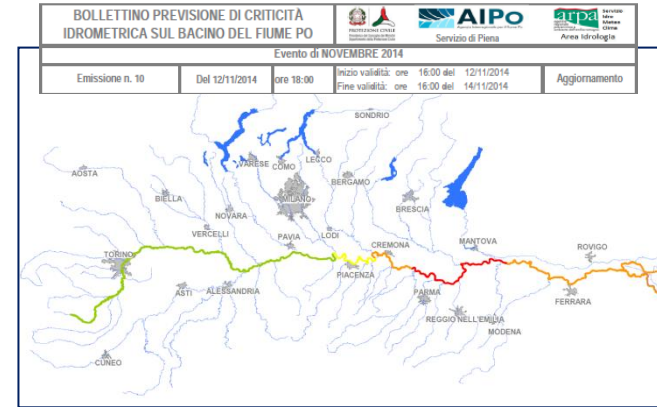 BOLLETTINO PREVISIONE DI CRITICITÀ
IDROMETRICA SUL BACINO DEL FIUME PO
PROTEZIONE CIVILE
AIPo
Servizio di Piena
arpa
Servizio
Idro
Meteo
Clima
Area Idrologia
Evento di NOVEMBRE 2014
Emissione n. 10
Del 12/11/2014
ore 18:00
Inizio validità: ore 16:00 del 12/11/2014
Fine validità: ore 16:00 del 14/11/2014
Aggiornamento
SONDRIO
AOSTA
VARESE
COMO
LECCO
BERGAMO
BIELLA
MILANO
BRESCIA
NOVARA
VERCELLI
PAVIA
LODI
CREMONA
MANTOVA
ROVIGO
TORINO
PIACENZA
ASTI
ALESSANDRIA
PARMA
FERRARA
REGGIO NELL'EMILIA
MODENA
CUNEO